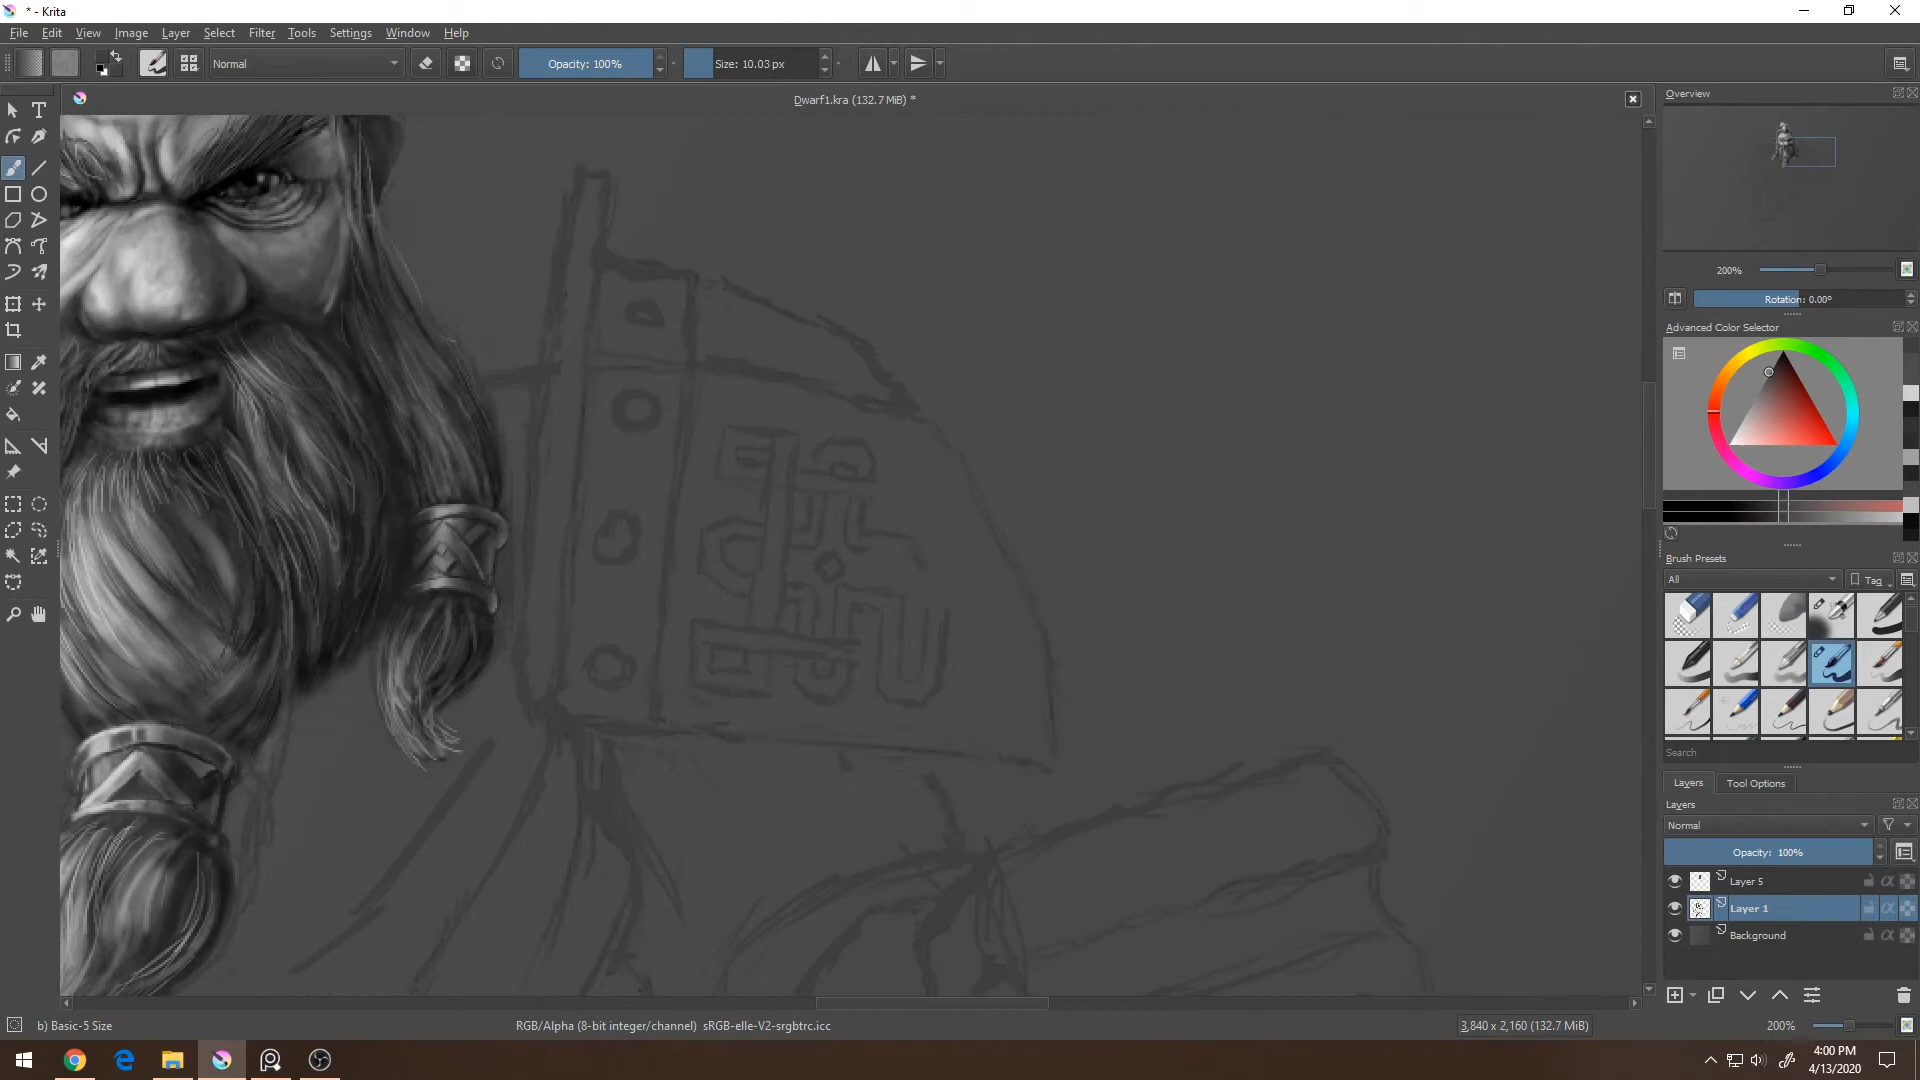 * - Krita
File Edit View Image Layer Select Filter Tools Settings Window Help
Normal Opacity: 100% Size: 10.03 px
Dwarf1.kra (132.7 MiB) *
Overview
200%
Rotation: 0.00°
Advanced Color Selector
Brush Presets
All Tag
Search
Layers Tool Options
Layers
Normal
Opacity: 100%
Layer 5
Layer 1
Background
b) Basic-5 Size RGB/Alpha (8-bit integer/channel) sRGB-elle-V2-srgbtrc.icc 3,840 x 2,160 (132.7 MiB) 200%
4:00 PM
4/13/2020